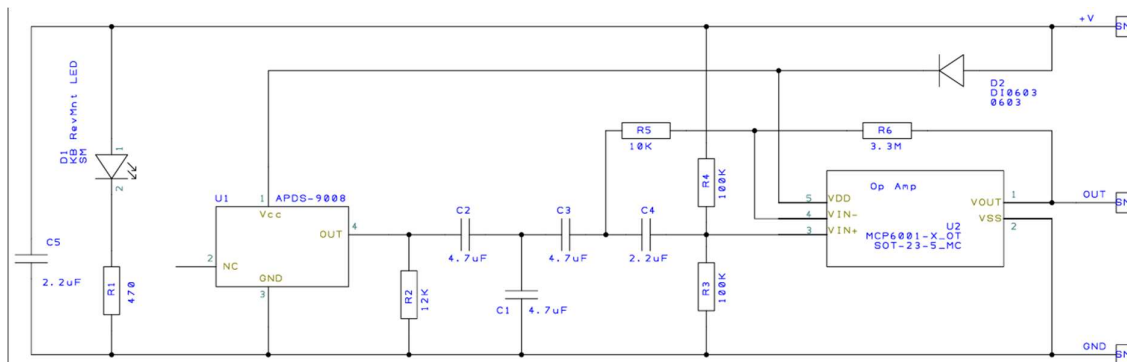 +V
SN
D2
DI0603
0603
D1
KB RevMnt LED
SM
1
2
R5
10K
R6
3.3M
R4
100K
U1
APDS-9008
1
Vcc
OUT
4
2
NC
GND
3
Op Amp
5
VDD
4
VIN-
3
VIN+
VOUT
1
VSS
2
U2
MCP6001-X_OT
SOT-23-5_MC
OUT
SN
C2
4.7uF
C3
4.7uF
C4
2.2uF
C5
2.2uF
R1
470
R2
12K
C1
4.7uF
R3
100K
GND
SN